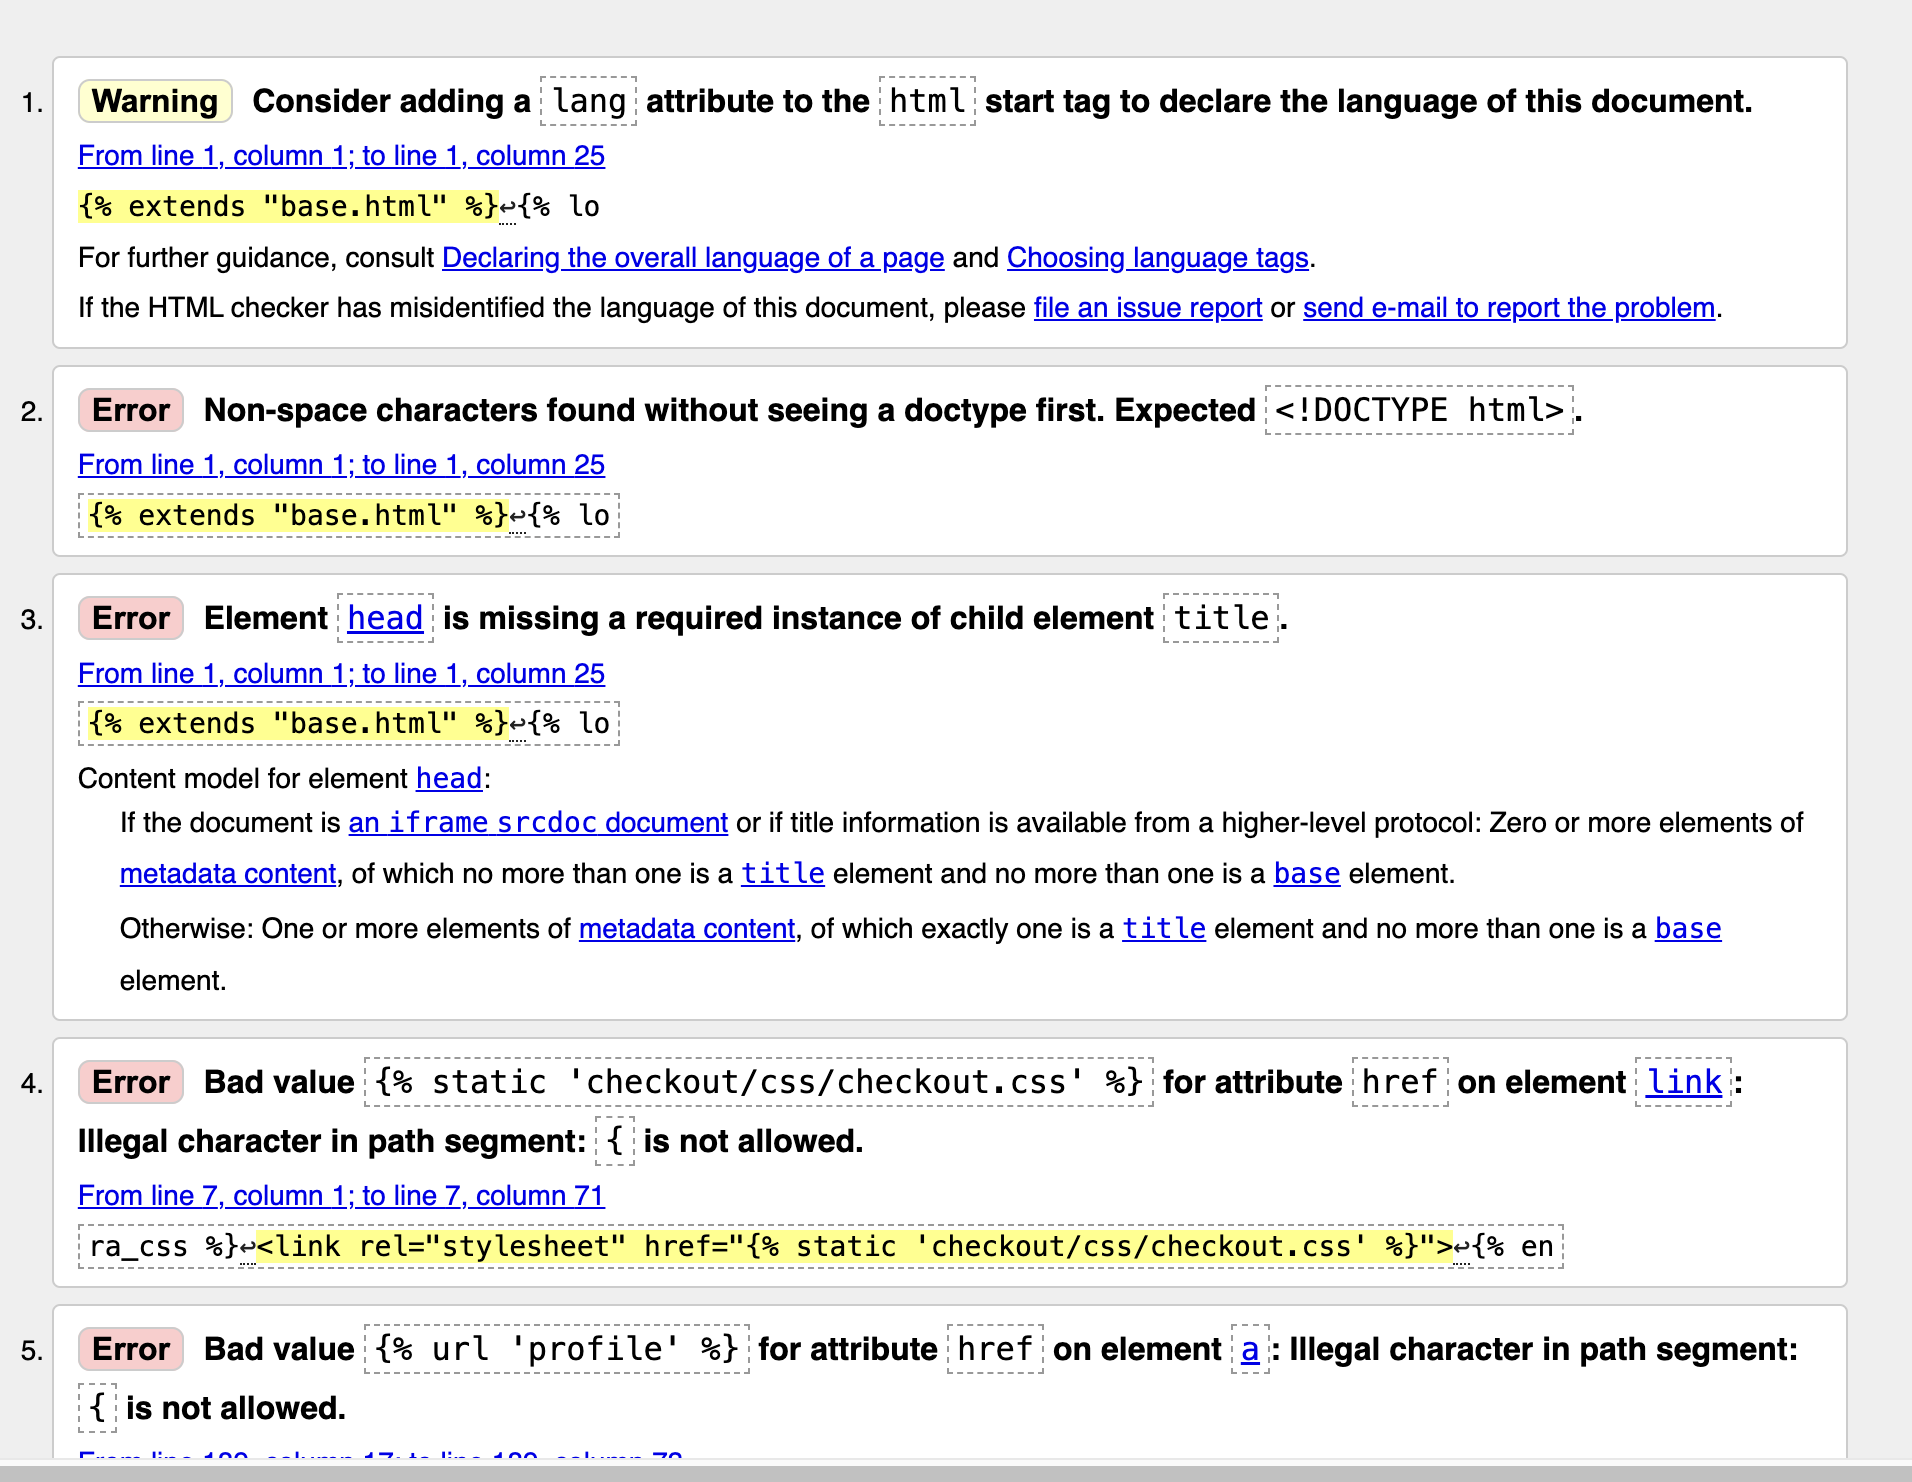 1. Warning Consider adding a lang attribute to the html start tag to declare the language of this document.
From line 1, column 1; to line 1, column 25
{% extends "base.html" %}↩{% lo
For further guidance, consult Declaring the overall language of a page and Choosing language tags.
If the HTML checker has misidentified the language of this document, please file an issue report or send e-mail to report the problem.
2. Error Non-space characters found without seeing a doctype first. Expected <!DOCTYPE html>.
From line 1, column 1; to line 1, column 25
{% extends "base.html" %}↩{% lo
3. Error Element head is missing a required instance of child element title.
From line 1, column 1; to line 1, column 25
{% extends "base.html" %}↩{% lo
Content model for element head:
If the document is an iframe srcdoc document or if title information is available from a higher-level protocol: Zero or more elements of
metadata content, of which no more than one is a title element and no more than one is a base element.
Otherwise: One or more elements of metadata content, of which exactly one is a title element and no more than one is a base
element.
4. Error Bad value {% static 'checkout/css/checkout.css' %} for attribute href on element link:
Illegal character in path segment: { is not allowed.
From line 7, column 1; to line 7, column 71
ra_css %}↩<link rel="stylesheet" href="{% static 'checkout/css/checkout.css' %}">↩{% en
5. Error Bad value {% url 'profile' %} for attribute href on element a: Illegal character in path segment:
{ is not allowed.
From line column 17; to line column